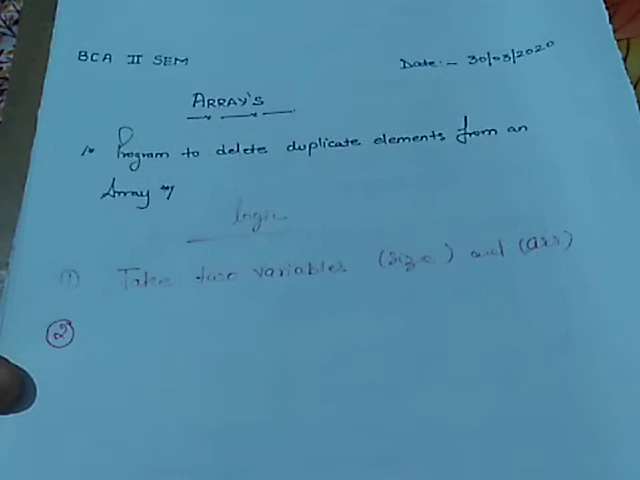 BCA II SEM
Date:- 30/03/2020
ARRAY'S
1. Program to delete duplicate elements from an
Array
logic
① Take two variables (size) and (arr)
②